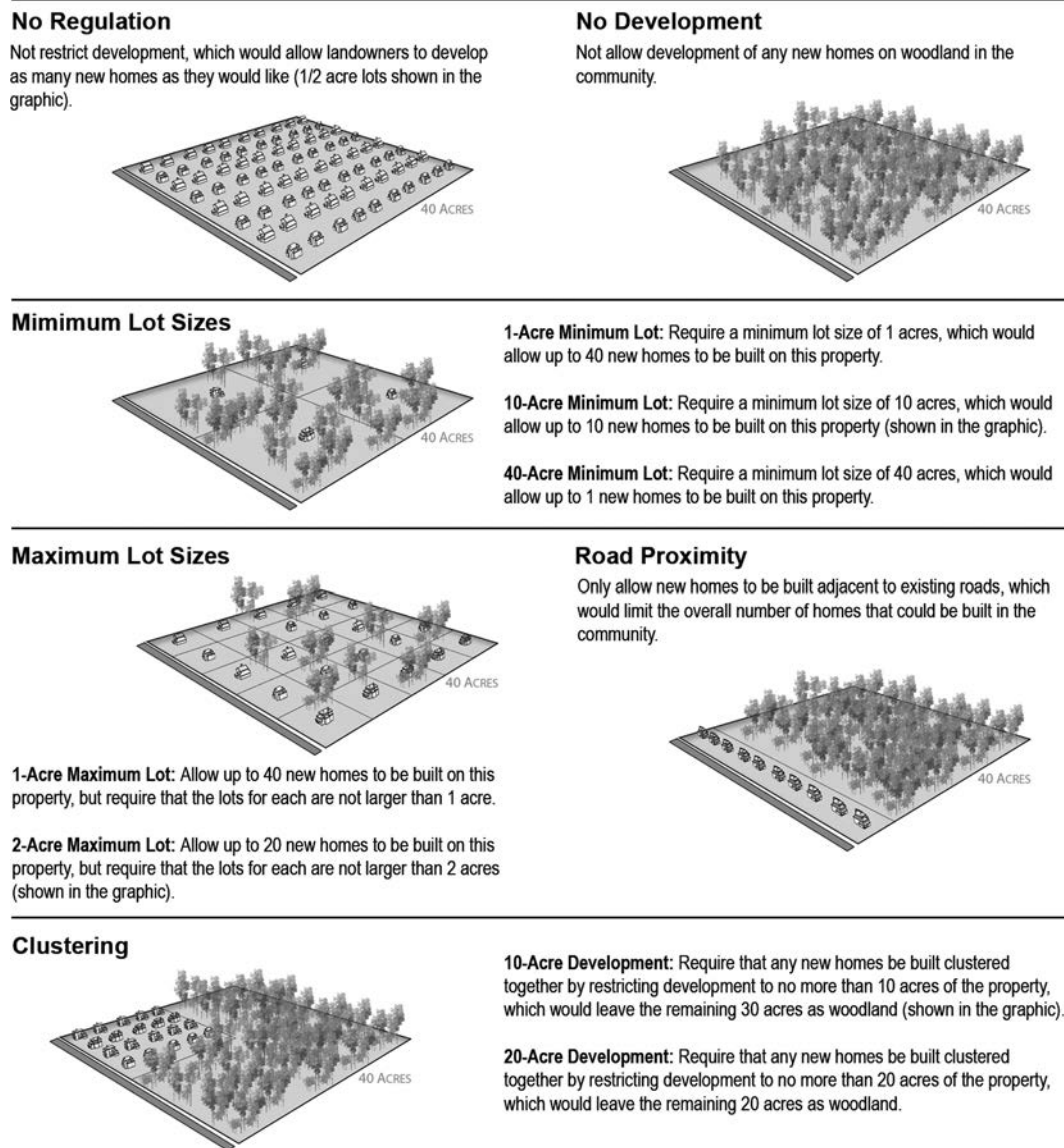 No Regulation
Not restrict development, which would allow landowners to develop
as many new homes as they would like (1/2 acre lots shown in the
graphic).
40 ACRES
No Development
Not allow development of any new homes on woodland in the
community.
40 ACRES
Mimimum Lot Sizes
40 ACRES
1-Acre Minimum Lot: Require a minimum lot size of 1 acres, which would
allow up to 40 new homes to be built on this property.
10-Acre Minimum Lot: Require a minimum lot size of 10 acres, which would
allow up to 10 new homes to be built on this property (shown in the graphic).
40-Acre Minimum Lot: Require a minimum lot size of 40 acres, which would
allow up to 1 new homes to be built on this property.
Maximum Lot Sizes
40 ACRES
1-Acre Maximum Lot: Allow up to 40 new homes to be built on this
property, but require that the lots for each are not larger than 1 acre.
2-Acre Maximum Lot: Allow up to 20 new homes to be built on this
property, but require that the lots for each are not larger than 2 acres
(shown in the graphic).
Road Proximity
Only allow new homes to be built adjacent to existing roads, which
would limit the overall number of homes that could be built in the
community.
40 ACRES
Clustering
40 ACRES
10-Acre Development: Require that any new homes be built clustered
together by restricting development to no more than 10 acres of the property,
which would leave the remaining 30 acres as woodland (shown in the graphic).
20-Acre Development: Require that any new homes be built clustered
together by restricting development to no more than 20 acres of the property,
which would leave the remaining 20 acres as woodland.